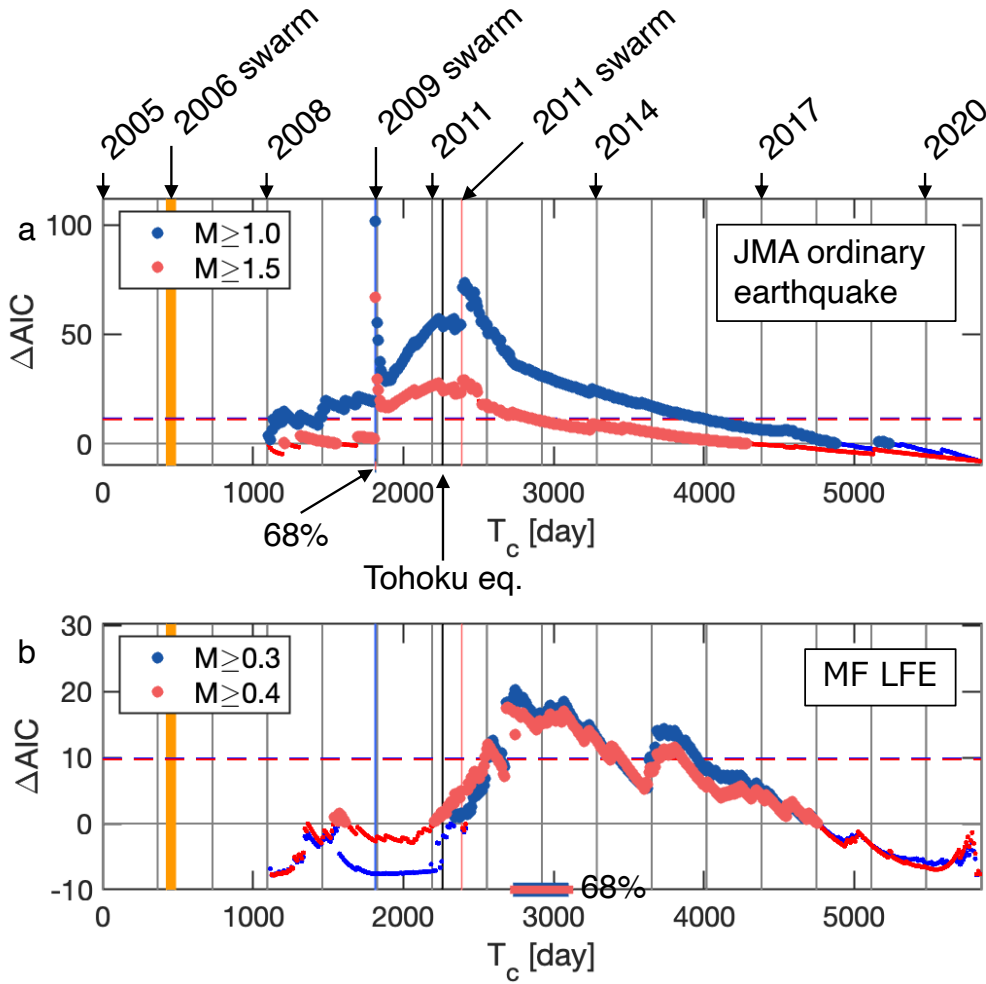 2005
2006 swarm
2008
2009 swarm
2011
2011 swarm
2014
2017
2020
a
M≥1.0
M≥1.5
JMA ordinary
earthquake
100
50
0
ΔAIC
0
1000
2000
3000
4000
5000
68%
T_c [day]
Tohoku eq.
b
M≥0.3
M≥0.4
MF LFE
30
20
10
0
-10
ΔAIC
68%
0
1000
2000
3000
4000
5000
T_c [day]